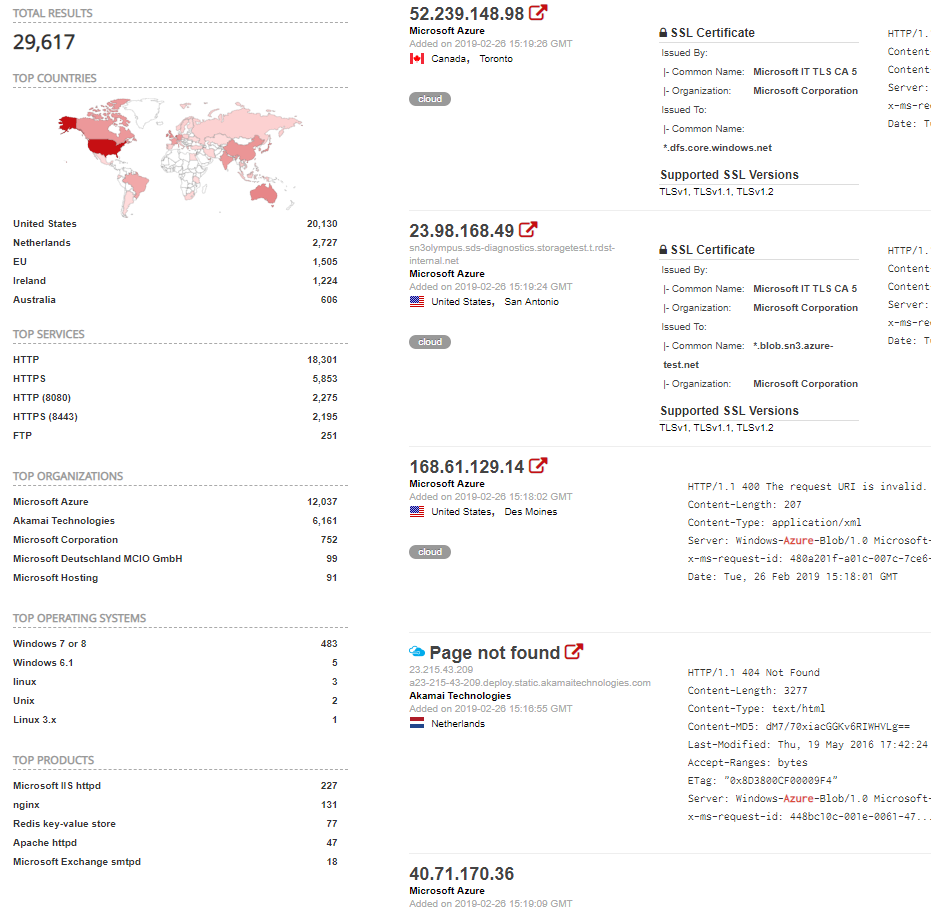 TOTAL RESULTS
29,617
TOP COUNTRIES
United States 20,130
Netherlands 2,727
EU 1,505
Ireland 1,224
Australia 606
TOP SERVICES
HTTP 18,301
HTTPS 5,853
HTTP (8080) 2,275
HTTPS (8443) 2,195
FTP 251
TOP ORGANIZATIONS
Microsoft Azure 12,037
Akamai Technologies 6,161
Microsoft Corporation 752
Microsoft Deutschland MCIO GmbH 99
Microsoft Hosting 91
TOP OPERATING SYSTEMS
Windows 7 or 8 483
Windows 6.1 5
linux 3
Unix 2
Linux 3.x 1
TOP PRODUCTS
Microsoft IIS httpd 227
nginx 131
Redis key-value store 77
Apache httpd 47
Microsoft Exchange smtpd 18
52.239.148.98
Microsoft Azure
Added on 2019-02-26 15:19:26 GMT
Canada, Toronto
cloud
SSL Certificate
Issued By:
|- Common Name: Microsoft IT TLS CA 5
|- Organization: Microsoft Corporation
Issued To:
|- Common Name:
*.dfs.core.windows.net
Supported SSL Versions
TLSv1, TLSv1.1, TLSv1.2
HTTP/1.
Content
Content
Server:
x-ms-re
Date: T
23.98.168.49
sn3olympus.sds-diagnostics.storagetest.t.rdst-
internal.net
Microsoft Azure
Added on 2019-02-26 15:19:24 GMT
United States, San Antonio
cloud
SSL Certificate
Issued By:
|- Common Name: Microsoft IT TLS CA 5
|- Organization: Microsoft Corporation
Issued To:
|- Common Name: *.blob.sn3.azure-
test.net
|- Organization: Microsoft Corporation
Supported SSL Versions
TLSv1, TLSv1.1, TLSv1.2
HTTP/1.
Content
Content
Server:
x-ms-re
Date: T
168.61.129.14
Microsoft Azure
Added on 2019-02-26 15:18:02 GMT
United States, Des Moines
cloud
HTTP/1.1 400 The request URI is invalid.
Content-Length: 207
Content-Type: application/xml
Server: Windows-Azure-Blob/1.0 Microsoft-
x-ms-request-id: 480a201f-a01c-007c-7ce6-
Date: Tue, 26 Feb 2019 15:18:01 GMT
Page not found
23.215.43.209
a23-215-43-209.deploy.static.akamaitechnologies.com
Akamai Technologies
Added on 2019-02-26 15:16:55 GMT
Netherlands
HTTP/1.1 404 Not Found
Content-Length: 3277
Content-Type: text/html
Content-MD5: dM7/70xiacGGKv6RIWHVLg==
Last-Modified: Thu, 19 May 2016 17:42:24
Accept-Ranges: bytes
ETag: "0x8D3800CF00009F4"
Server: Windows-Azure-Blob/1.0 Microsoft-
x-ms-request-id: 448bc10c-001e-0061-47...
40.71.170.36
Microsoft Azure
Added on 2019-02-26 15:19:09 GMT